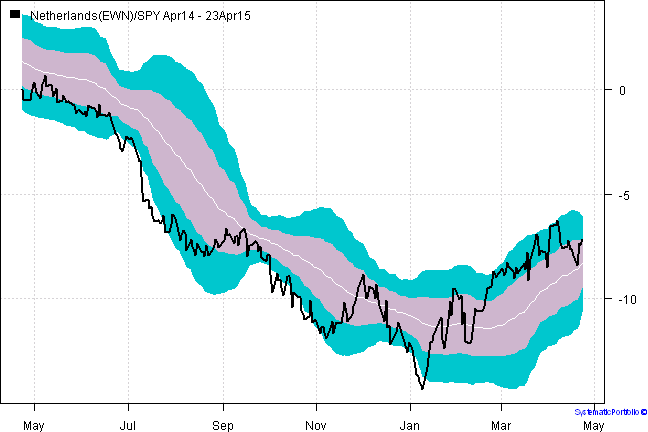 Netherlands(EWN)/SPY Apr14 - 23Apr15
0
-5
-10
SystematicPortfolio ©
May Jul Sep Nov Jan Mar May